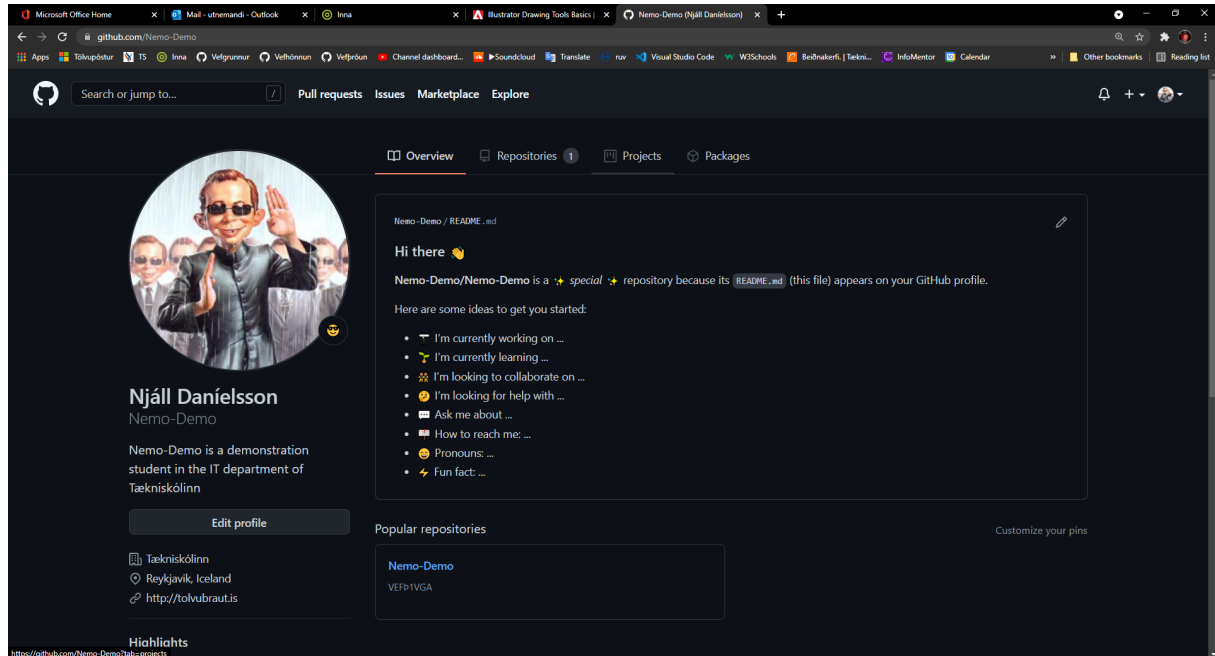 Microsoft Office Home
Mail - utnemandi - Outlook
Inna
Illustrator Drawing Tools Basics |
Nemo-Demo (Njáll Daníelsson)
github.com/Nemo-Demo
Apps
Tölvupóstur
TS
Inna
Vefgrunnur
Vefhönnun
Vefþróun
Channel dashboard...
Soundcloud
Translate
ruv
Visual Studio Code
W3Schools
Beiðnakerfi. | Tækni...
InfoMentor
Calendar
»
Other bookmarks
Reading list
Search or jump to...
/
Pull requests
Issues
Marketplace
Explore
Overview
Repositories 1
Projects
Packages
Nemo-Demo / README.md
Hi there 👋
Nemo-Demo/Nemo-Demo is a ✨ special ✨ repository because its README.md (this file) appears on your GitHub profile.
Here are some ideas to get you started:
• 🔭 I'm currently working on ...
• 🌱 I'm currently learning ...
• 👯 I'm looking to collaborate on ...
• 🤔 I'm looking for help with ...
• 💬 Ask me about ...
• 📫 How to reach me: ...
• 😄 Pronouns: ...
• ⚡ Fun fact: ...
Njáll Daníelsson
Nemo-Demo
Nemo-Demo is a demonstration
student in the IT department of
Tækniskólinn
Edit profile
Tækniskólinn
Reykjavik, Iceland
http://tolvubraut.is
Highlights
Popular repositories
Customize your pins
Nemo-Demo
VEFÞ1VGA
https://github.com/Nemo-Demo?tab=projects